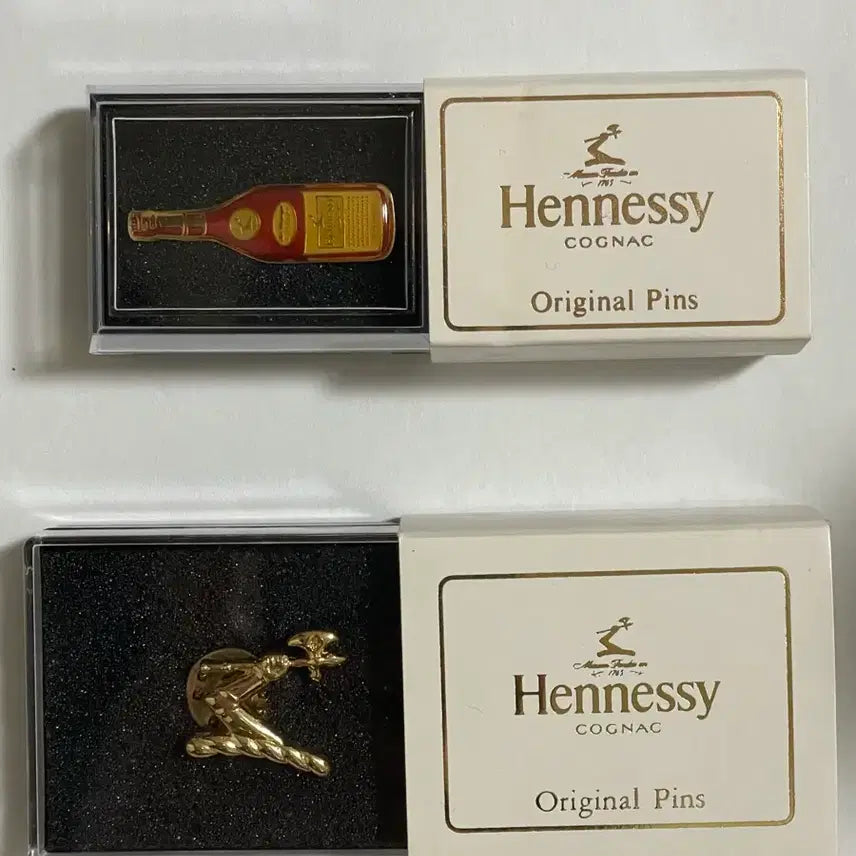 Maison Fondée en
1765
Hennessy
COGNAC
Original Pins
Maison Fondée en
1765
Hennessy
COGNAC
Original Pins